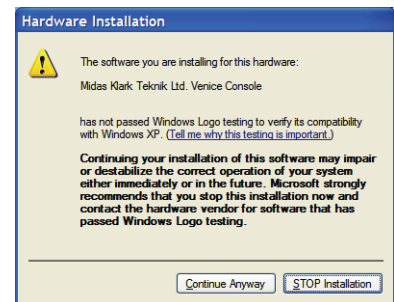 Hardware Installation
The software you are installing for this hardware:
Midas Klark Teknik Ltd. Venice Console
has not passed Windows Logo testing to verify its compatibility
with Windows XP. (Tell me why this testing is important.)
Continuing your installation of this software may impair
or destabilize the correct operation of your system
either immediately or in the future. Microsoft strongly
recommends that you stop this installation now and
contact the hardware vendor for software that has
passed Windows Logo testing.
Continue Anyway STOP Installation